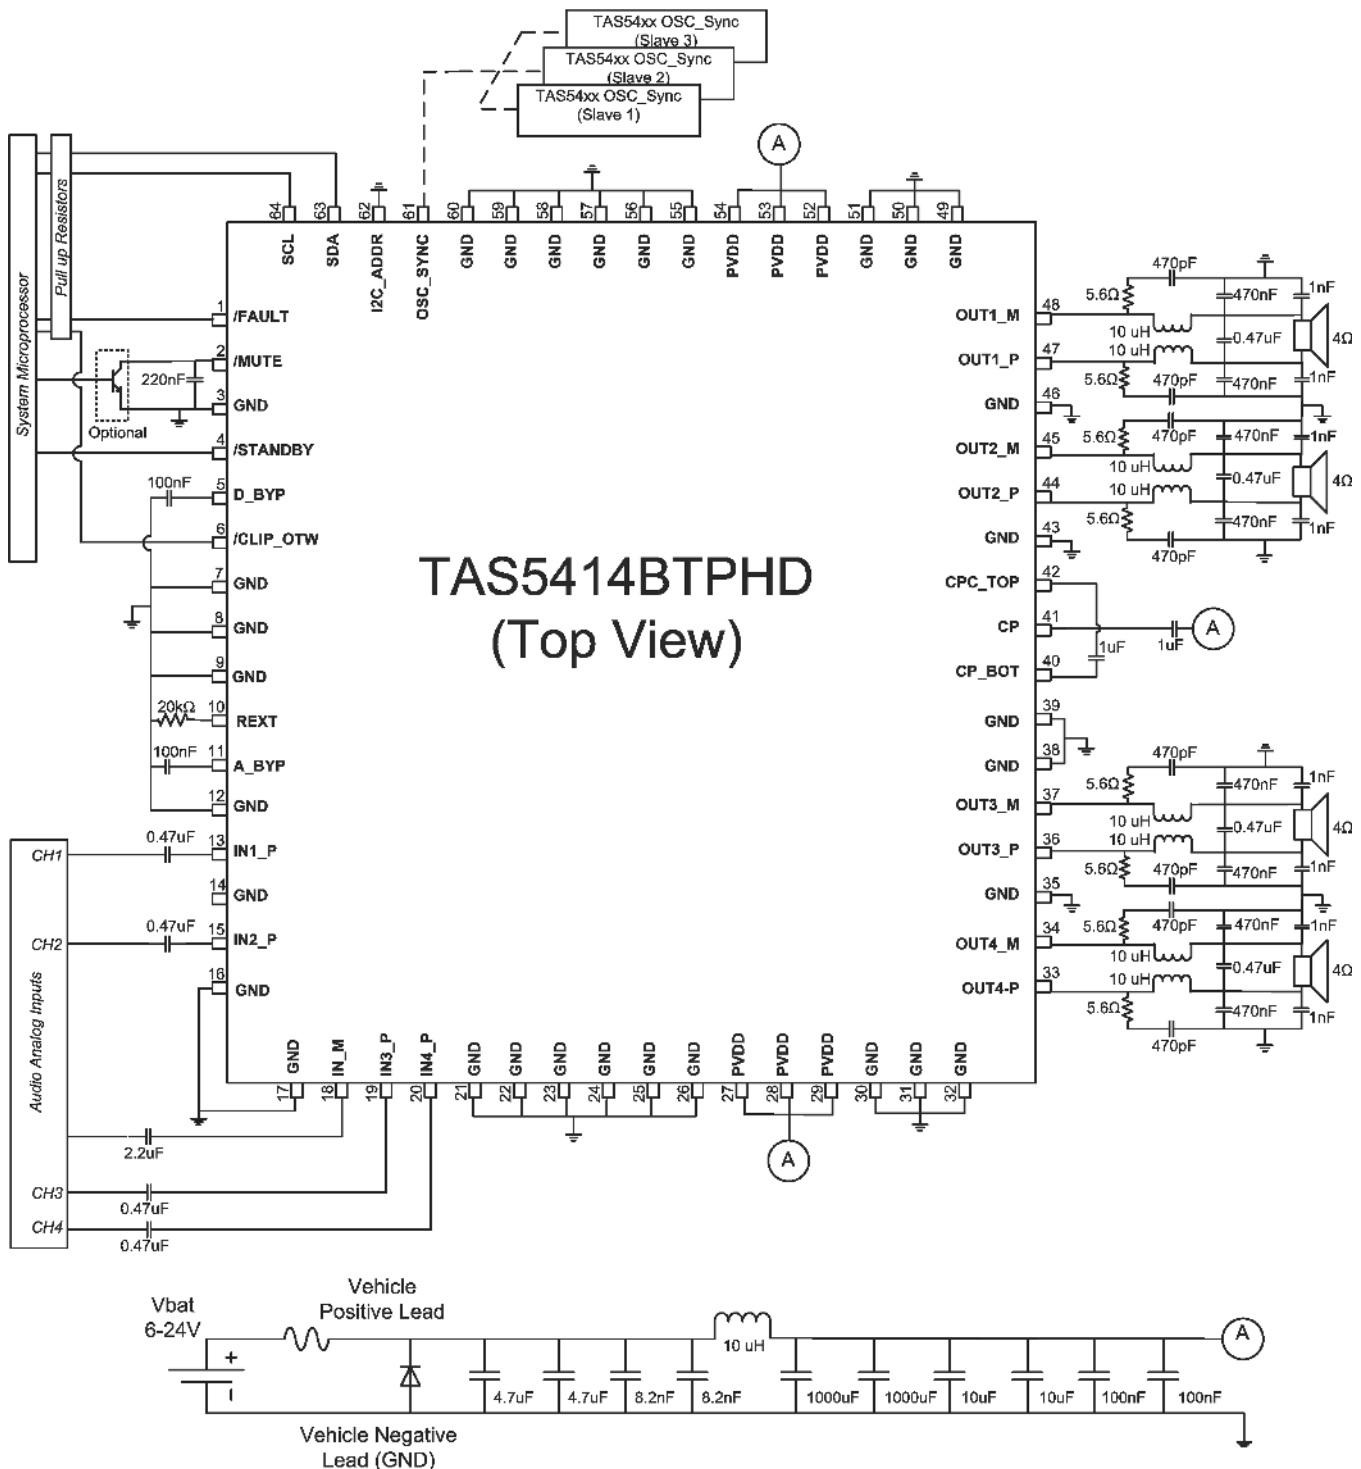 TAS54xx OSC_Sync
(Slave 3)
TAS54xx OSC_Sync
(Slave 2)
TAS54xx OSC_Sync
(Slave 1)
A
System Microprocessor
Pull up Resistors
64
63
62
61
60
59
58
57
56
55
54
53
52
51
50
49
SCL
SDA
I2C_ADDR
OSC_SYNC
GND
GND
GND
GND
GND
GND
PVDD
PVDD
PVDD
GND
GND
GND
1
/FAULT
2
/MUTE
220nF
3
GND
Optional
4
/STANDBY
100nF
5
D_BYP
6
/CLIP_OTW
7
GND
8
GND
9
GND
20kΩ
10
REXT
100nF
11
A_BYP
12
GND
0.47uF
13
IN1_P
14
GND
0.47uF
15
IN2_P
16
GND
TAS5414BTPHD
(Top View)
OUT1_M
48
OUT1_P
47
GND
46
OUT2_M
45
OUT2_P
44
GND
43
CPC_TOP
42
CP
41
CP_BOT
40
GND
39
GND
38
OUT3_M
37
OUT3_P
36
GND
35
OUT4_M
34
OUT4-P
33
470pF
5.6Ω
470nF
1nF
10 uH
0.47uF
4Ω
10 uH
5.6Ω
470pF
470nF
1nF
5.6Ω
470pF
470nF
1nF
10 uH
0.47uF
4Ω
10 uH
5.6Ω
470nF
1nF
470pF
1uF
1uF
A
470pF
5.6Ω
470nF
1nF
10 uH
0.47uF
4Ω
10 uH
5.6Ω
470pF
470nF
1nF
5.6Ω
470pF
470nF
1nF
10 uH
0.47uF
4Ω
10 uH
5.6Ω
470nF
1nF
470pF
Audio Analog Inputs
CH1
CH2
CH3
CH4
2.2uF
0.47uF
0.47uF
GND
IN_M
IN3_P
IN4_P
GND
GND
GND
GND
GND
GND
PVDD
PVDD
PVDD
GND
GND
GND
17
18
19
20
21
22
23
24
25
26
27
28
29
30
31
32
A
Vbat
6-24V
+
-
Vehicle
Positive Lead
Vehicle Negative
Lead (GND)
4.7uF
4.7uF
8.2nF
8.2nF
10 uH
1000uF
1000uF
10uF
10uF
100nF
100nF
A